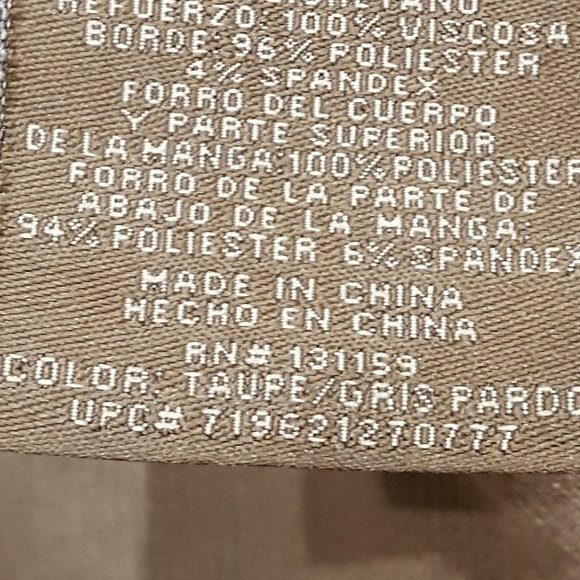 REFUERZO: 100% VISCOSA
BORDE: 96% POLIESTER
4% SPANDEX
FORRO DEL CUERPO
Y PARTE SUPERIOR
DE LA MANGA: 100% POLIESTER
FORRO DE LA PARTE DE
ABAJO DE LA MANGA:
94% POLIESTER 6% SPANDEX
MADE IN CHINA
HECHO EN CHINA
RN# 131159
COLOR: TAUPE/GRIS PARDO
UPC# 719621270777